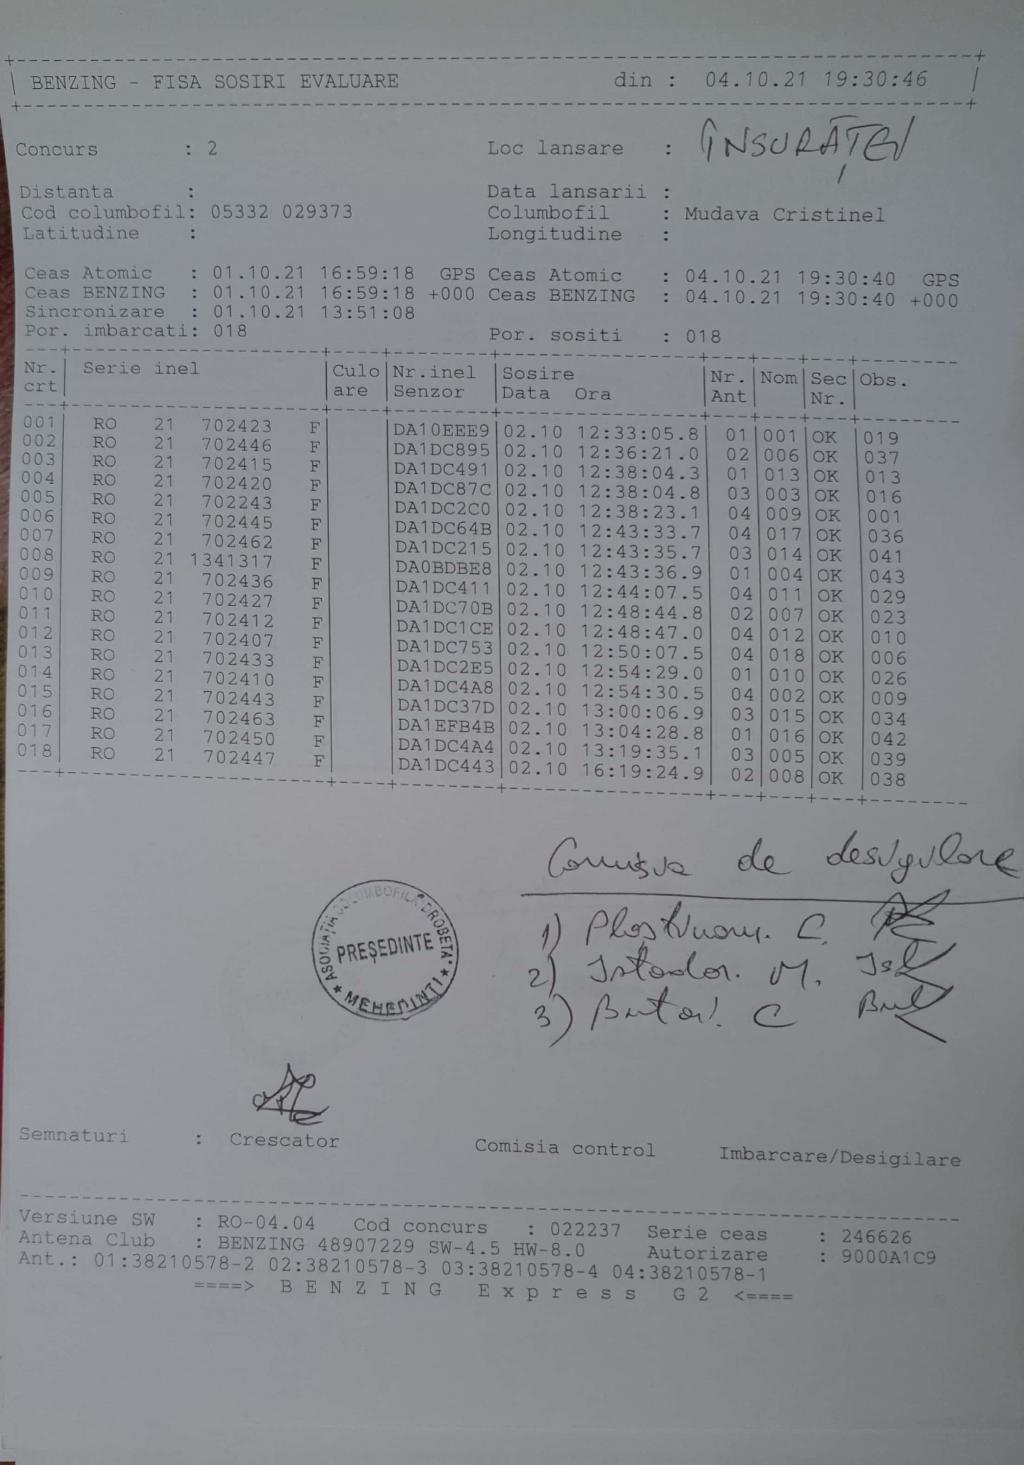 BENZING - FISA SOSIRI EVALUARE din : 04.10.21 19:30:46
Concurs : 2 Loc lansare : ÎNSURĂȚEI
Distanta : Data lansarii :
Cod columbofil: 05332 029373 Columbofil : Mudava Cristinel
Latitudine : Longitudine :
Ceas Atomic : 01.10.21 16:59:18 GPS Ceas Atomic : 04.10.21 19:30:40 GPS
Ceas BENZING : 01.10.21 16:59:18 +000 Ceas BENZING : 04.10.21 19:30:40 +000
Sincronizare : 01.10.21 13:51:08
Por. imbarcati: 018 Por. sositi : 018
Nr. Serie inel Culo Nr.inel Sosire Nr. Nom Sec Obs.
crt are Senzor Data Ora Ant Nr.
001 RO 21 702423 F DA10EEE9 02.10 12:33:05.8 01 001 OK 019
002 RO 21 702446 F DA1DC895 02.10 12:36:21.0 02 006 OK 037
003 RO 21 702415 F DA1DC491 02.10 12:38:04.3 01 013 OK 013
004 RO 21 702420 F DA1DC87C 02.10 12:38:04.8 03 003 OK 016
005 RO 21 702243 F DA1DC2C0 02.10 12:38:23.1 04 009 OK 001
006 RO 21 702445 F DA1DC64B 02.10 12:43:33.7 04 017 OK 036
007 RO 21 702462 F DA1DC215 02.10 12:43:35.7 03 014 OK 041
008 RO 21 1341317 F DA0BDBE8 02.10 12:43:36.9 01 004 OK 043
009 RO 21 702436 F DA1DC411 02.10 12:44:07.5 04 011 OK 029
010 RO 21 702427 F DA1DC70B 02.10 12:48:44.8 02 007 OK 023
011 RO 21 702412 F DA1DC1CE 02.10 12:48:47.0 04 012 OK 010
012 RO 21 702407 F DA1DC753 02.10 12:50:07.5 04 018 OK 006
013 RO 21 702433 F DA1DC2E5 02.10 12:54:29.0 01 010 OK 026
014 RO 21 702410 F DA1DC4A8 02.10 12:54:30.5 04 002 OK 009
015 RO 21 702443 F DA1DC37D 02.10 13:00:06.9 03 015 OK 034
016 RO 21 702463 F DA1EFB4B 02.10 13:04:28.8 01 016 OK 042
017 RO 21 702450 F DA1DC4A4 02.10 13:19:35.1 03 005 OK 039
018 RO 21 702447 F DA1DC443 02.10 16:19:24.9 02 008 OK 038
Comisia de desigilare
1) C.
2) Istodor. M.
3) C
ASOCIATIA COLUMBOFILA "DROBETA"
PREȘEDINTE
* MEHEDINTI *
Semnaturi : Crescator Comisia control Imbarcare/Desigilare
Versiune SW : RO-04.04 Cod concurs : 022237 Serie ceas : 246626
Antena Club : BENZING 48907229 SW-4.5 HW-8.0 Autorizare : 9000A1C9
Ant.: 01:38210578-2 02:38210578-3 03:38210578-4 04:38210578-1
====> B E N Z I N G E x p r e s s G 2 <====